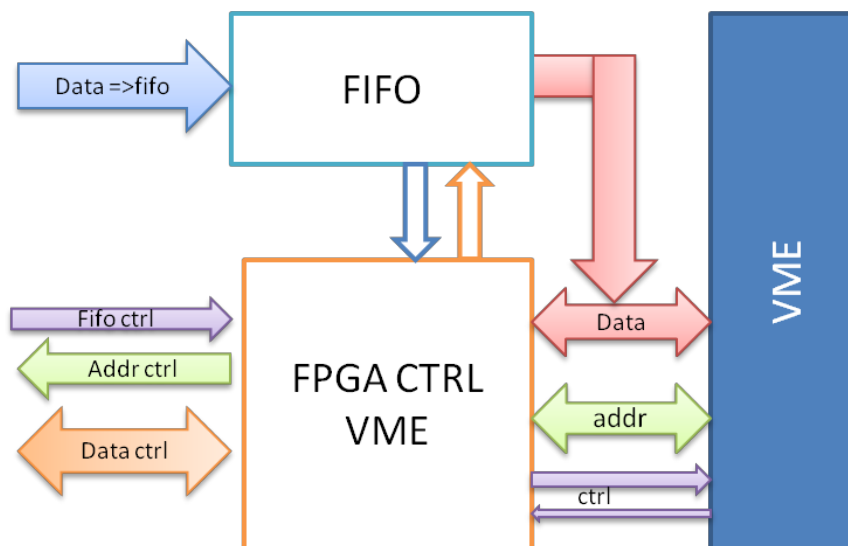 FIFO
Data =>fifo
VME
Fifo ctrl
Data
Addr ctrl
FPGA CTRL
VME
addr
Data ctrl
ctrl